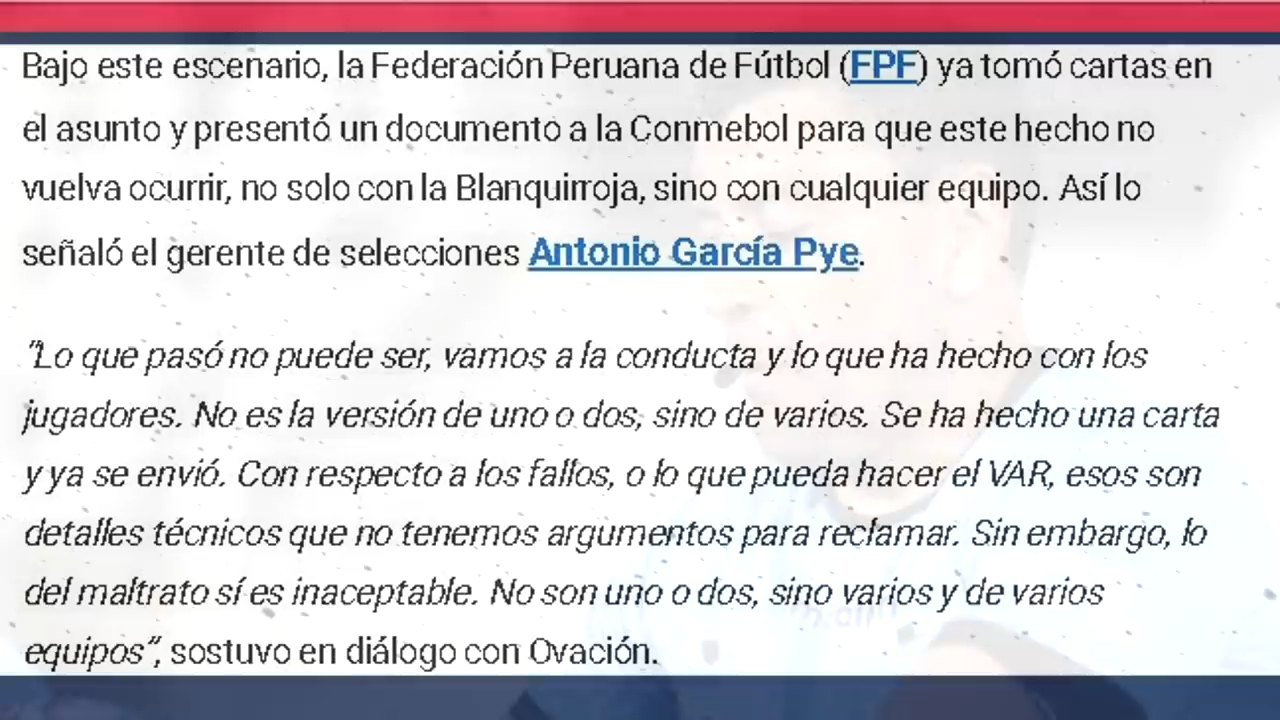 Bajo este escenario, la Federación Peruana de Fútbol (FPF) ya tomó cartas en
el asunto y presentó un documento a la Conmebol para que este hecho no
vuelva ocurrir, no solo con la Blanquirroja, sino con cualquier equipo. Así lo
señaló el gerente de selecciones Antonio García Pye.
"Lo que pasó no puede ser, vamos a la conducta y lo que ha hecho con los
jugadores. No es la versión de uno o dos, sino de varios. Se ha hecho una carta
y ya se envió. Con respecto a los fallos, o lo que pueda hacer el VAR, esos son
detalles técnicos que no tenemos argumentos para reclamar. Sin embargo, lo
del maltrato sí es inaceptable. No son uno o dos, sino varios y de varios
equipos", sostuvo en diálogo con Ovación.